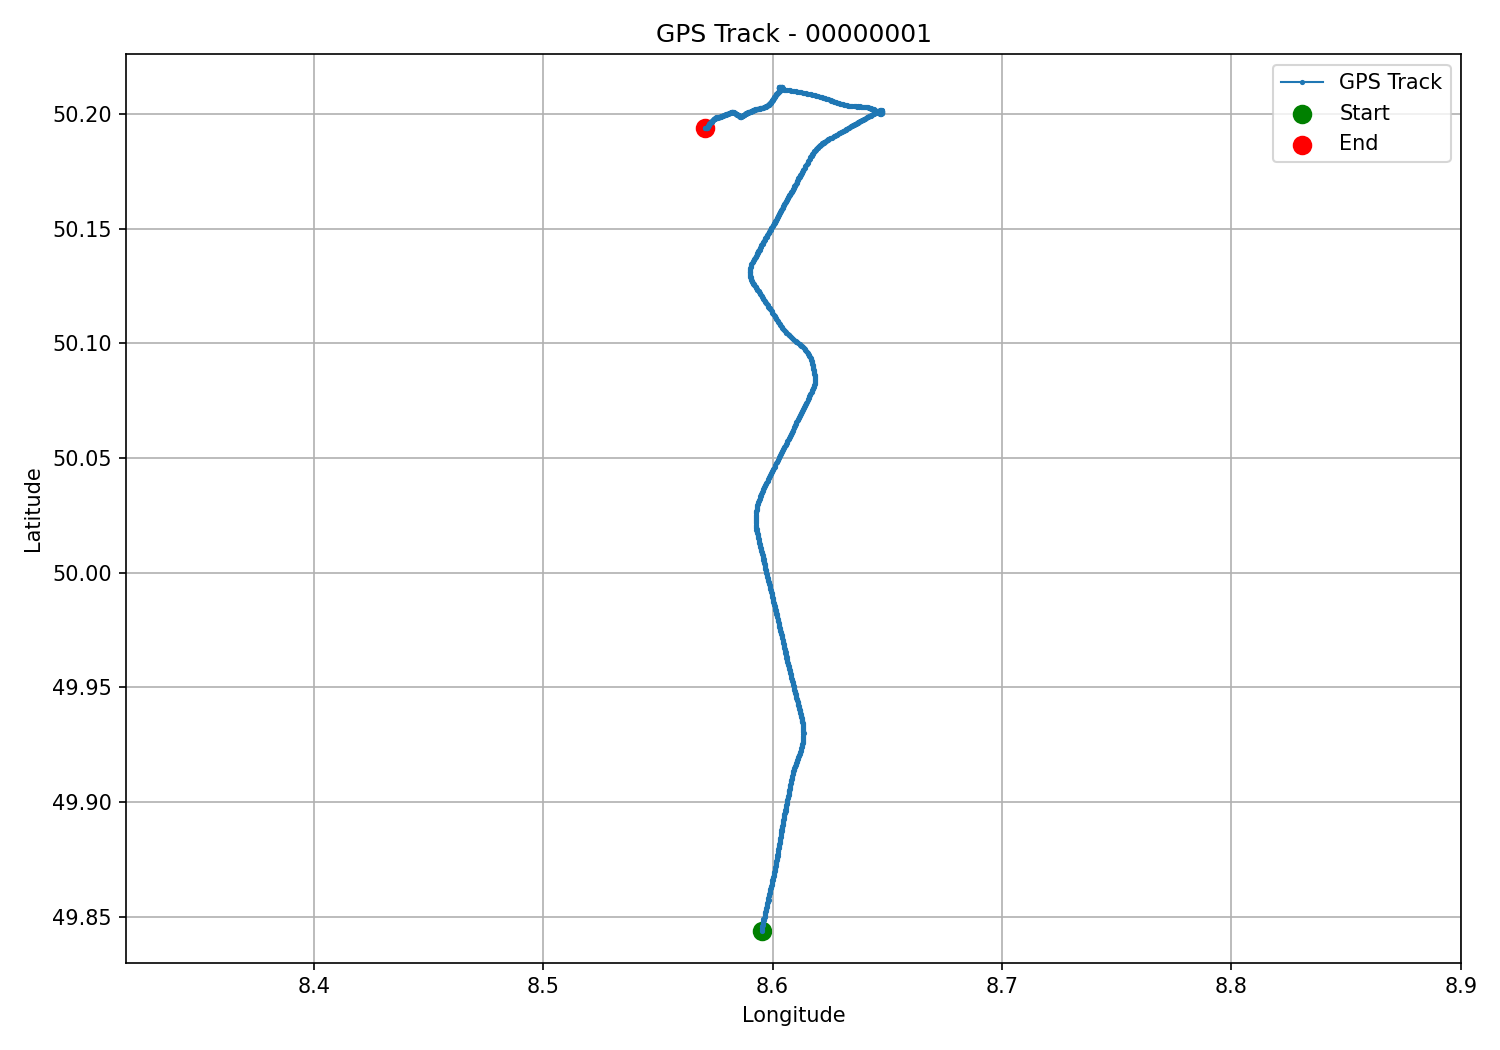 GPS Track - 00000001
GPS Track
Start
End
50.20
50.15
50.10
50.05
50.00
49.95
49.90
49.85
Latitude
8.4 8.5 8.6 8.7 8.8 8.9
Longitude